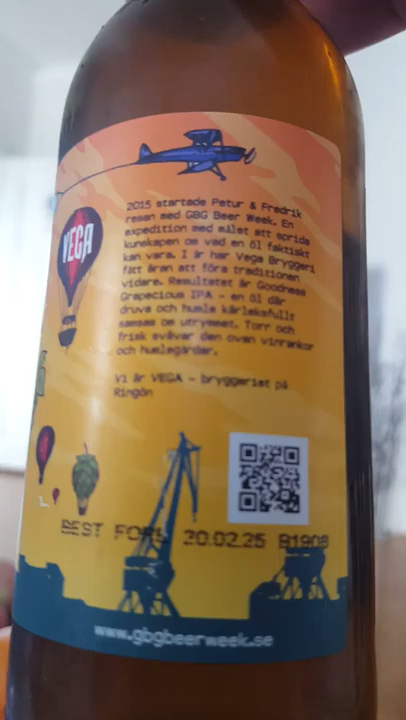 VEGA
2015 startade Petur & Fredrik
resan med GBG Beer Week. En
expedition med målet att sprida
kunskapen om vad en öl faktiskt
kan vara. I år har Vega Bryggeri
fått äran att föra traditionen
vidare. Resultatet är Goodness
Grapecious IPA - en öl där
druva och humle kärleksfullt
samsas om utrymmet. Torr och
frisk svävar den ovan vinrankor
och humlegårdar.
Vi är VEGA - bryggeriet på
Ringön
BEST FÖRE 20.02.25 B1908
www.gbgbeerweek.se